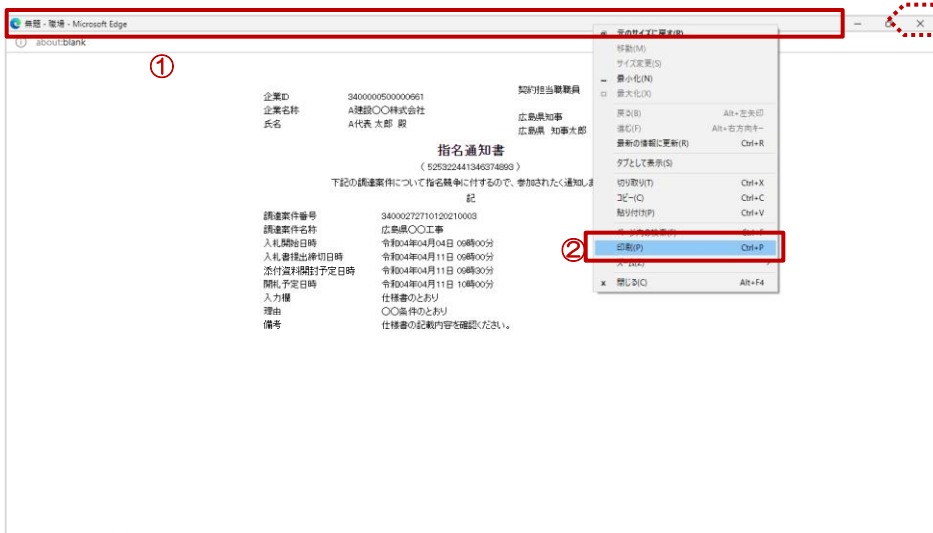 無題 - 職場 - Microsoft Edge
about:blank
①
企業ID 3400000500000661
企業名称 A建設〇〇株式会社
氏名 A代表 太郎 殿
契約担当職職員
広島県知事
広島県 知事太郎
指名通知書
( 525322441346374893 )
下記の調達案件について指名競争に付するので、参加されたく通知しま
記
調達案件番号 34000272710120210003
調達案件名称 広島県〇〇工事
入札開始日時 令和04年04月04日 09時00分
入札書提出締切日時 令和04年04月11日 09時00分
添付資料開封予定日時 令和04年04月11日 09時30分
開札予定日時 令和04年04月11日 10時00分
入力欄 仕様書のとおり
理由 〇〇条件のとおり
備考 仕様書の記載内容を確認ください。
元のサイズに戻す(R)
移動(M)
サイズ変更(S)
最小化(N)
最大化(X)
戻る(B) Alt+左矢印
進む(F) Alt+右方向キー
最新の情報に更新(R) Ctrl+R
タブとして表示(S)
切り取り(T) Ctrl+X
コピー(C) Ctrl+C
貼り付け(P) Ctrl+V
②
印刷(P) Ctrl+P
閉じる(C) Alt+F4